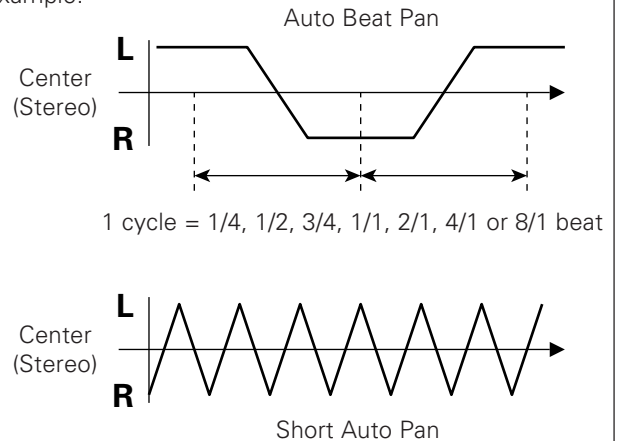 Auto Beat Pan
L
Center
(Stereo)
R
1 cycle = 1/4, 1/2, 3/4, 1/1, 2/1, 4/1 or 8/1 beat
L
Center
(Stereo)
R
Short Auto Pan